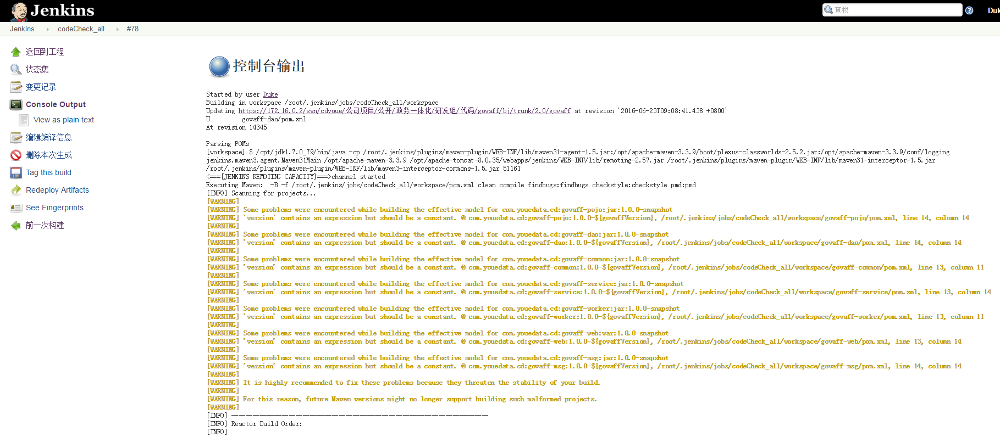 Jenkins
查找
Jenkins codeCheck_all #78
返回到工程
状态集
变更记录
Console Output
View as plain text
编辑编译信息
删除本次生成
Tag this build
Redeploy Artifacts
See Fingerprints
前一次构建
控制台输出
Started by user Duke
Building in workspace /root/.jenkins/jobs/codeCheck_all/workspace
Updating https://172.16.0.2/svn/cdyoue/公司项目/公开/政务一体化/研发组/代码/govaff/bj/trunk/2.0/govaff at revision '2016-06-23T09:08:41.438 +0800'
U govaff-dao/pom.xml
At revision 14345
Parsing POMs
[workspace] $ /opt/jdk1.7.0_79/bin/java -cp /root/.jenkins/plugins/maven-plugin/WEB-INF/lib/maven31-agent-1.5.jar:/opt/apache-maven-3.3.9/boot/plexus-classworlds-2.5.2.jar:/opt/apache-maven-3.3.9/conf/logging
jenkins.maven3.agent.Maven31Main /opt/apache-maven-3.3.9 /opt/apache-tomcat-8.0.35/webapps/jenkins/WEB-INF/lib/remoting-2.57.jar /root/.jenkins/plugins/maven-plugin/WEB-INF/lib/maven31-interceptor-1.5.jar
/root/.jenkins/plugins/maven-plugin/WEB-INF/lib/maven3-interceptor-commons-1.5.jar 51161
<===[JENKINS REMOTING CAPACITY]===>channel started
Executing Maven: -B -f /root/.jenkins/jobs/codeCheck_all/workspace/pom.xml clean compile findbugs:findbugs checkstyle:checkstyle pmd:pmd
[INFO] Scanning for projects...
[WARNING]
[WARNING] Some problems were encountered while building the effective model for com.youedata.cd:govaff-pojo:jar:1.0.0-snapshot
[WARNING] 'version' contains an expression but should be a constant. @ com.youedata.cd:govaff-pojo:1.0.0-${govaffVersion}, /root/.jenkins/jobs/codeCheck_all/workspace/govaff-pojo/pom.xml, line 14, column 14
[WARNING]
[WARNING] Some problems were encountered while building the effective model for com.youedata.cd:govaff-dao:jar:1.0.0-snapshot
[WARNING] 'version' contains an expression but should be a constant. @ com.youedata.cd:govaff-dao:1.0.0-${govaffVersion}, /root/.jenkins/jobs/codeCheck_all/workspace/govaff-dao/pom.xml, line 14, column 14
[WARNING]
[WARNING] Some problems were encountered while building the effective model for com.youedata.cd:govaff-common:jar:1.0.0-snapshot
[WARNING] 'version' contains an expression but should be a constant. @ com.youedata.cd:govaff-common:1.0.0-${govaffVersion}, /root/.jenkins/jobs/codeCheck_all/workspace/govaff-common/pom.xml, line 13, column 11
[WARNING]
[WARNING] Some problems were encountered while building the effective model for com.youedata.cd:govaff-service:jar:1.0.0-snapshot
[WARNING] 'version' contains an expression but should be a constant. @ com.youedata.cd:govaff-service:1.0.0-${govaffVersion}, /root/.jenkins/jobs/codeCheck_all/workspace/govaff-service/pom.xml, line 13, column 14
[WARNING]
[WARNING] Some problems were encountered while building the effective model for com.youedata.cd:govaff-worker:jar:1.0.0-snapshot
[WARNING] 'version' contains an expression but should be a constant. @ com.youedata.cd:govaff-worker:1.0.0-${govaffVersion}, /root/.jenkins/jobs/codeCheck_all/workspace/govaff-worker/pom.xml, line 13, column 11
[WARNING]
[WARNING] Some problems were encountered while building the effective model for com.youedata.cd:govaff-web:war:1.0.0-snapshot
[WARNING] 'version' contains an expression but should be a constant. @ com.youedata.cd:govaff-web:1.0.0-${govaffVersion}, /root/.jenkins/jobs/codeCheck_all/workspace/govaff-web/pom.xml, line 13, column 14
[WARNING]
[WARNING] Some problems were encountered while building the effective model for com.youedata.cd:govaff-msg:jar:1.0.0-snapshot
[WARNING] 'version' contains an expression but should be a constant. @ com.youedata.cd:govaff-msg:1.0.0-${govaffVersion}, /root/.jenkins/jobs/codeCheck_all/workspace/govaff-msg/pom.xml, line 14, column 14
[WARNING]
[WARNING] It is highly recommended to fix these problems because they threaten the stability of your build.
[WARNING]
[WARNING] For this reason, future Maven versions might no longer support building such malformed projects.
[WARNING]
[INFO] ------------------------------------------------------------------------
[INFO] Reactor Build Order:
[INFO]